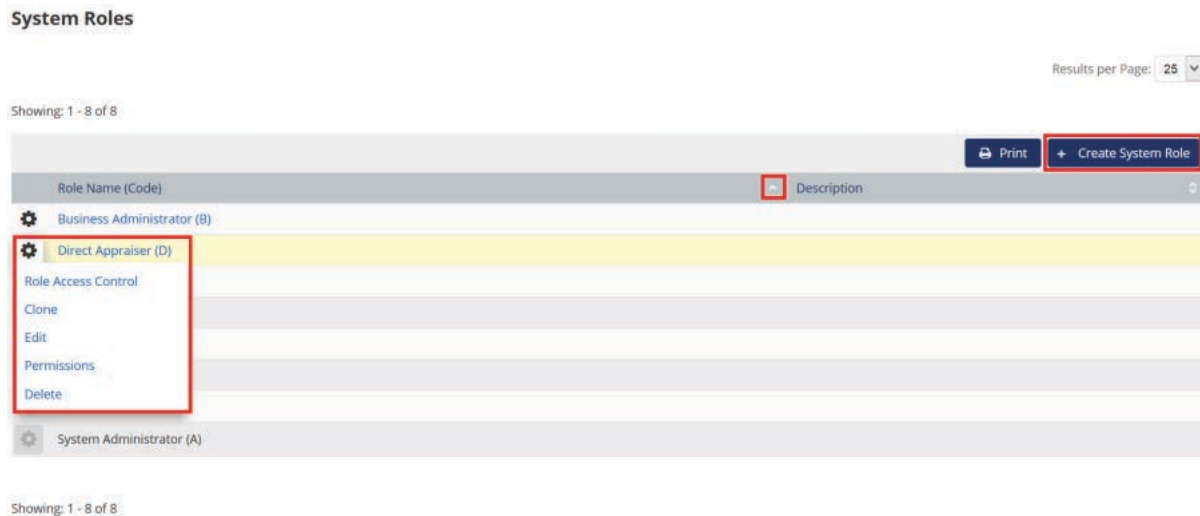 System Roles
Results per Page: 25
Showing: 1 - 8 of 8
Print + Create System Role
Role Name (Code) Description
Business Administrator (B)
Direct Appraiser (D)
Role Access Control
Clone
Edit
Permissions
Delete
System Administrator (A)
Showing: 1 - 8 of 8